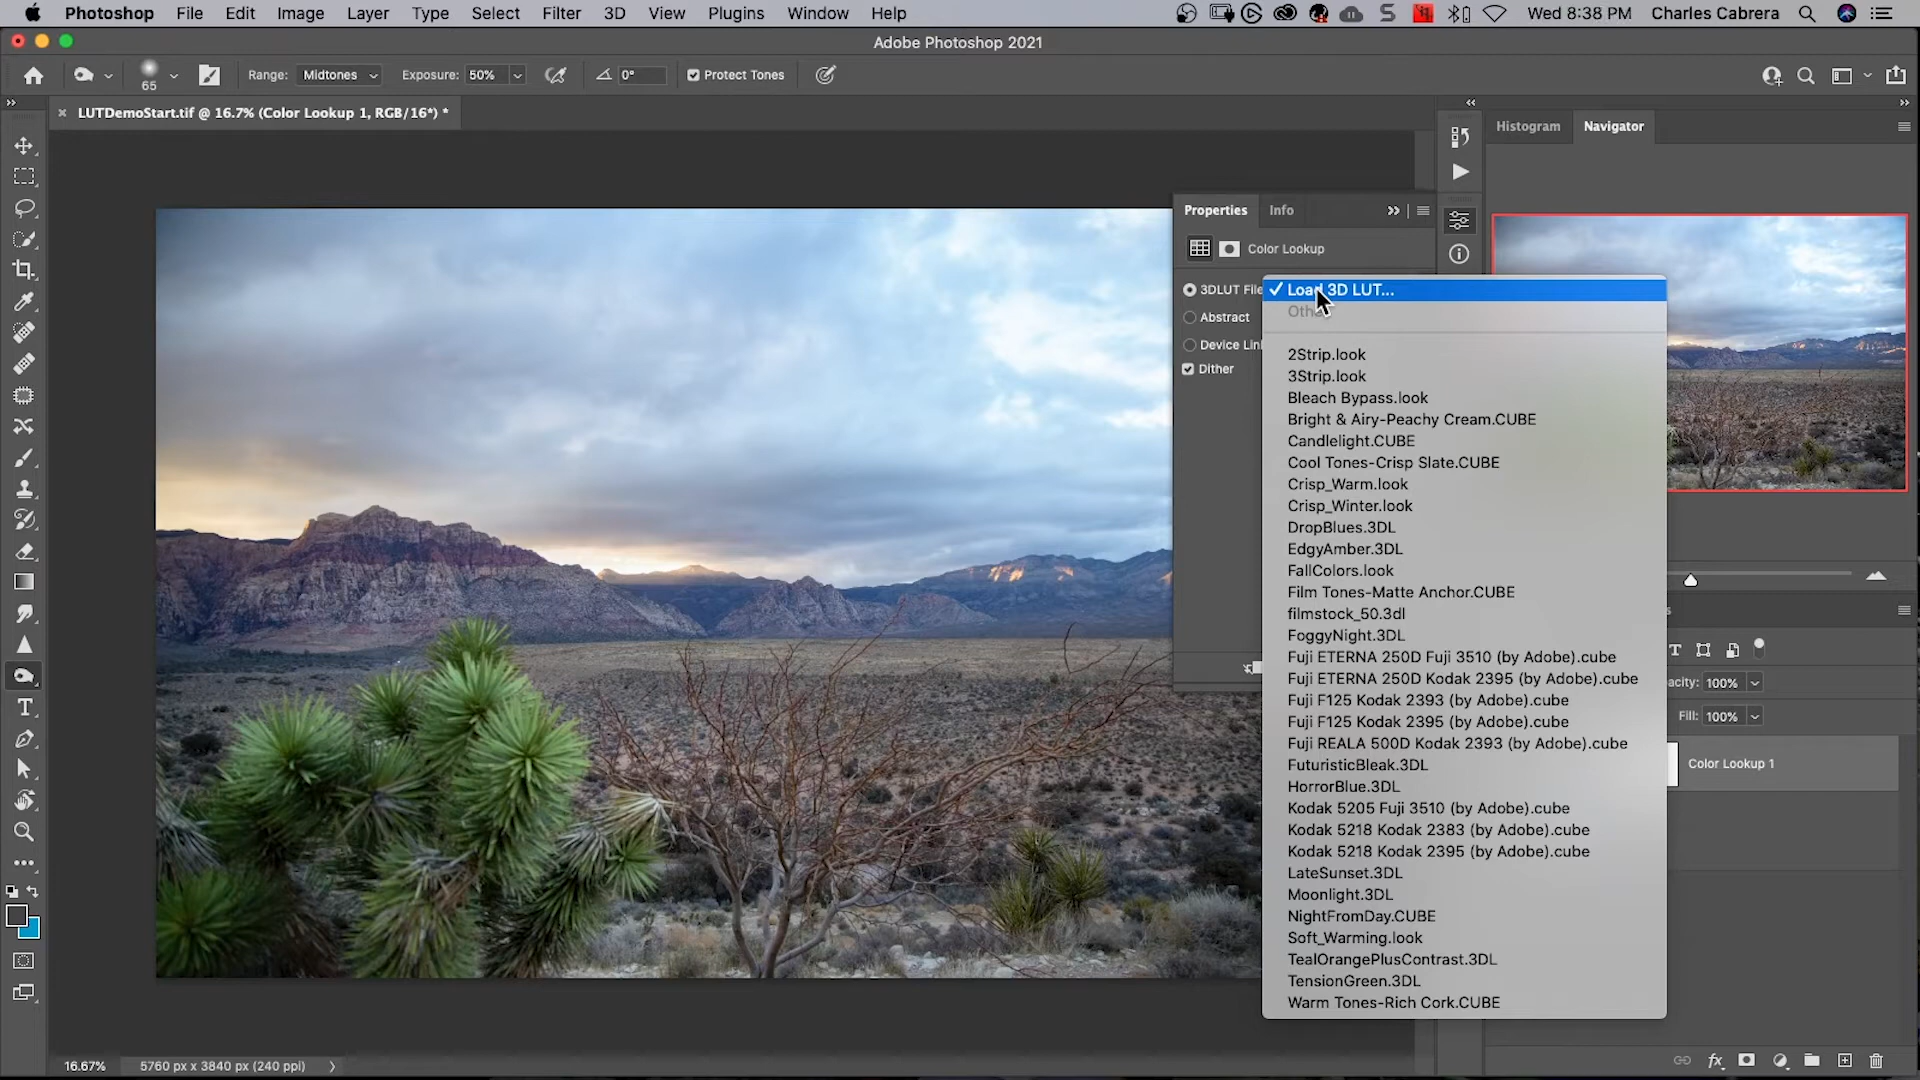 Photoshop File Edit Image Layer Type Select Filter 3D View Plugins Window Help Wed 8:38 PM Charles Cabrera
Adobe Photoshop 2021
65 Range: Midtones Exposure: 50% 0° Protect Tones
LUTDemoStart.tif @ 16.7% (Color Lookup 1, RGB/16*) *
Histogram Navigator
Properties Info
Color Lookup
3DLUT File
Abstract
Device Link
Dither
Load 3D LUT...
2Strip.look
3Strip.look
Bleach Bypass.look
Bright & Airy-Peachy Cream.CUBE
Candlelight.CUBE
Cool Tones-Crisp Slate.CUBE
Crisp_Warm.look
Crisp_Winter.look
DropBlues.3DL
EdgyAmber.3DL
FallColors.look
Film Tones-Matte Anchor.CUBE
filmstock_50.3dl
FoggyNight.3DL
Fuji ETERNA 250D Fuji 3510 (by Adobe).cube
Fuji ETERNA 250D Kodak 2395 (by Adobe).cube
Fuji F125 Kodak 2393 (by Adobe).cube
Fuji F125 Kodak 2395 (by Adobe).cube
Fuji REALA 500D Kodak 2393 (by Adobe).cube
FuturisticBleak.3DL
HorrorBlue.3DL
Kodak 5205 Fuji 3510 (by Adobe).cube
Kodak 5218 Kodak 2383 (by Adobe).cube
Kodak 5218 Kodak 2395 (by Adobe).cube
LateSunset.3DL
Moonlight.3DL
NightFromDay.CUBE
Soft_Warming.look
TealOrangePlusContrast.3DL
TensionGreen.3DL
Warm Tones-Rich Cork.CUBE
acity: 100%
Fill: 100%
Color Lookup 1
fx
16.67% 5760 px x 3840 px (240 ppi)